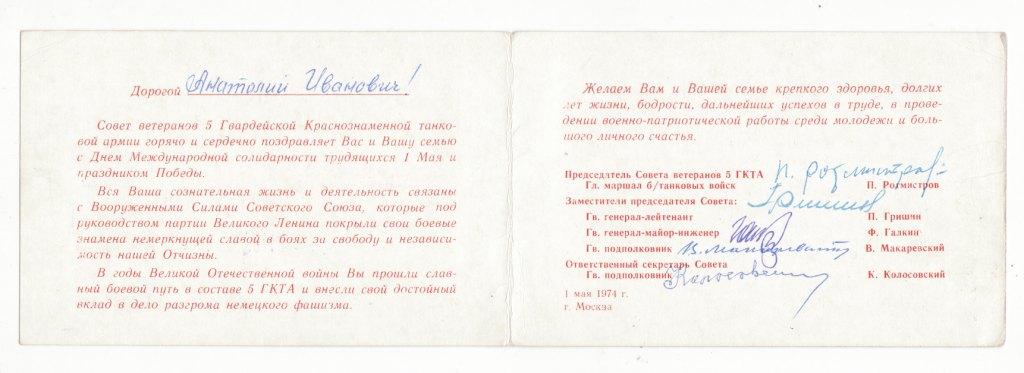 Дорогой Анатолий Иванович!
Совет ветеранов 5 Гвардейской Краснознаменной танко-
вой армии горячо и сердечно поздравляет Вас и Вашу семью
с Днем Международной солидарности трудящихся 1 Мая и
праздником Победы.
Вся Ваша сознательная жизнь и деятельность связаны
с Вооруженными Силами Советского Союза, которые под
руководством партии Великого Ленина покрыли свои боевые
знамена немеркнущей славой в боях за свободу и независи-
мость нашей Отчизны.
В годы Великой Отечественной войны Вы прошли слав-
ный боевой путь в составе 5 ГКТА и внесли свой достойный
вклад в дело разгрома немецкого фашизма.
Желаем Вам и Вашей семье крепкого здоровья, долгих
лет жизни, бодрости, дальнейших успехов в труде, в прове-
дении военно-патриотической работы среди молодежи и боль-
шого личного счастья.
Председатель Совета ветеранов 5 ГКТА
Гл. маршал б/танковых войск П. Ротмистров П. Ротмистров
Заместители председателя Совета:
Гв. генерал-лейтенант Гришин П. Гришин
Гв. генерал-майор-инженер Ф. Галкин
Гв. подполковник В. Макаревский
Ответственный секретарь Совета
Гв. подполковник К. Колосовский
1 мая 1974 г.
г. Москва